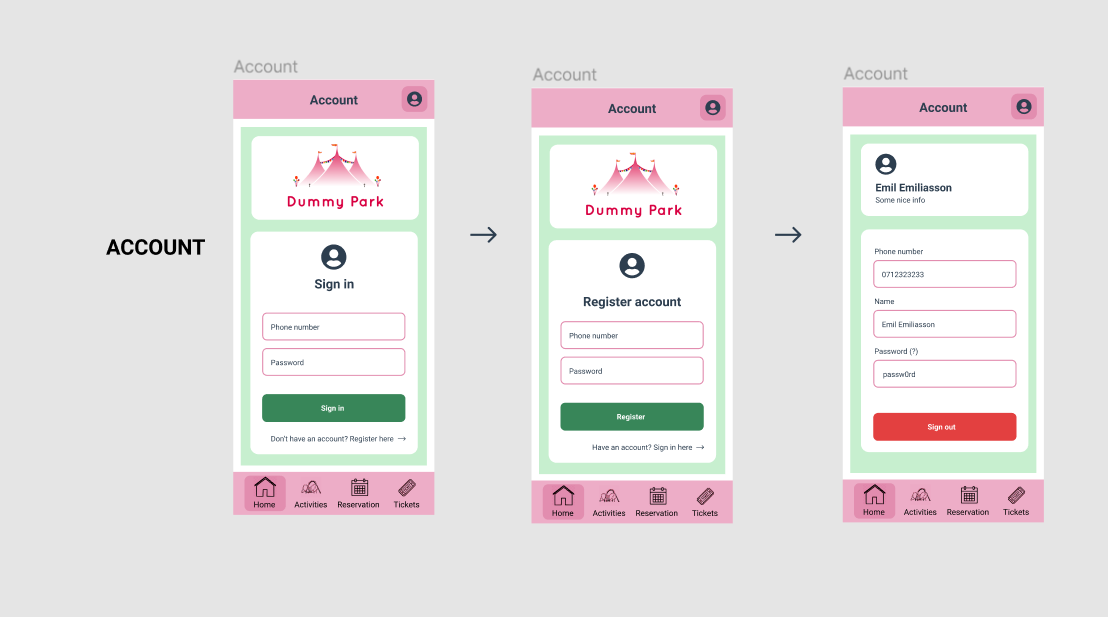 ACCOUNT
Account
Account
Dummy Park
Sign in
Phone number
Password
Sign in
Don't have an account? Register here →
Home Activities Reservation Tickets
Account
Account
Dummy Park
Register account
Phone number
Password
Register
Have an account? Sign in here →
Home Activities Reservation Tickets
Account
Account
Emil Emiliasson
Some nice info
Phone number
0712323233
Name
Emil Emiliasson
Password (?)
passw0rd
Sign out
Home Activities Reservation Tickets